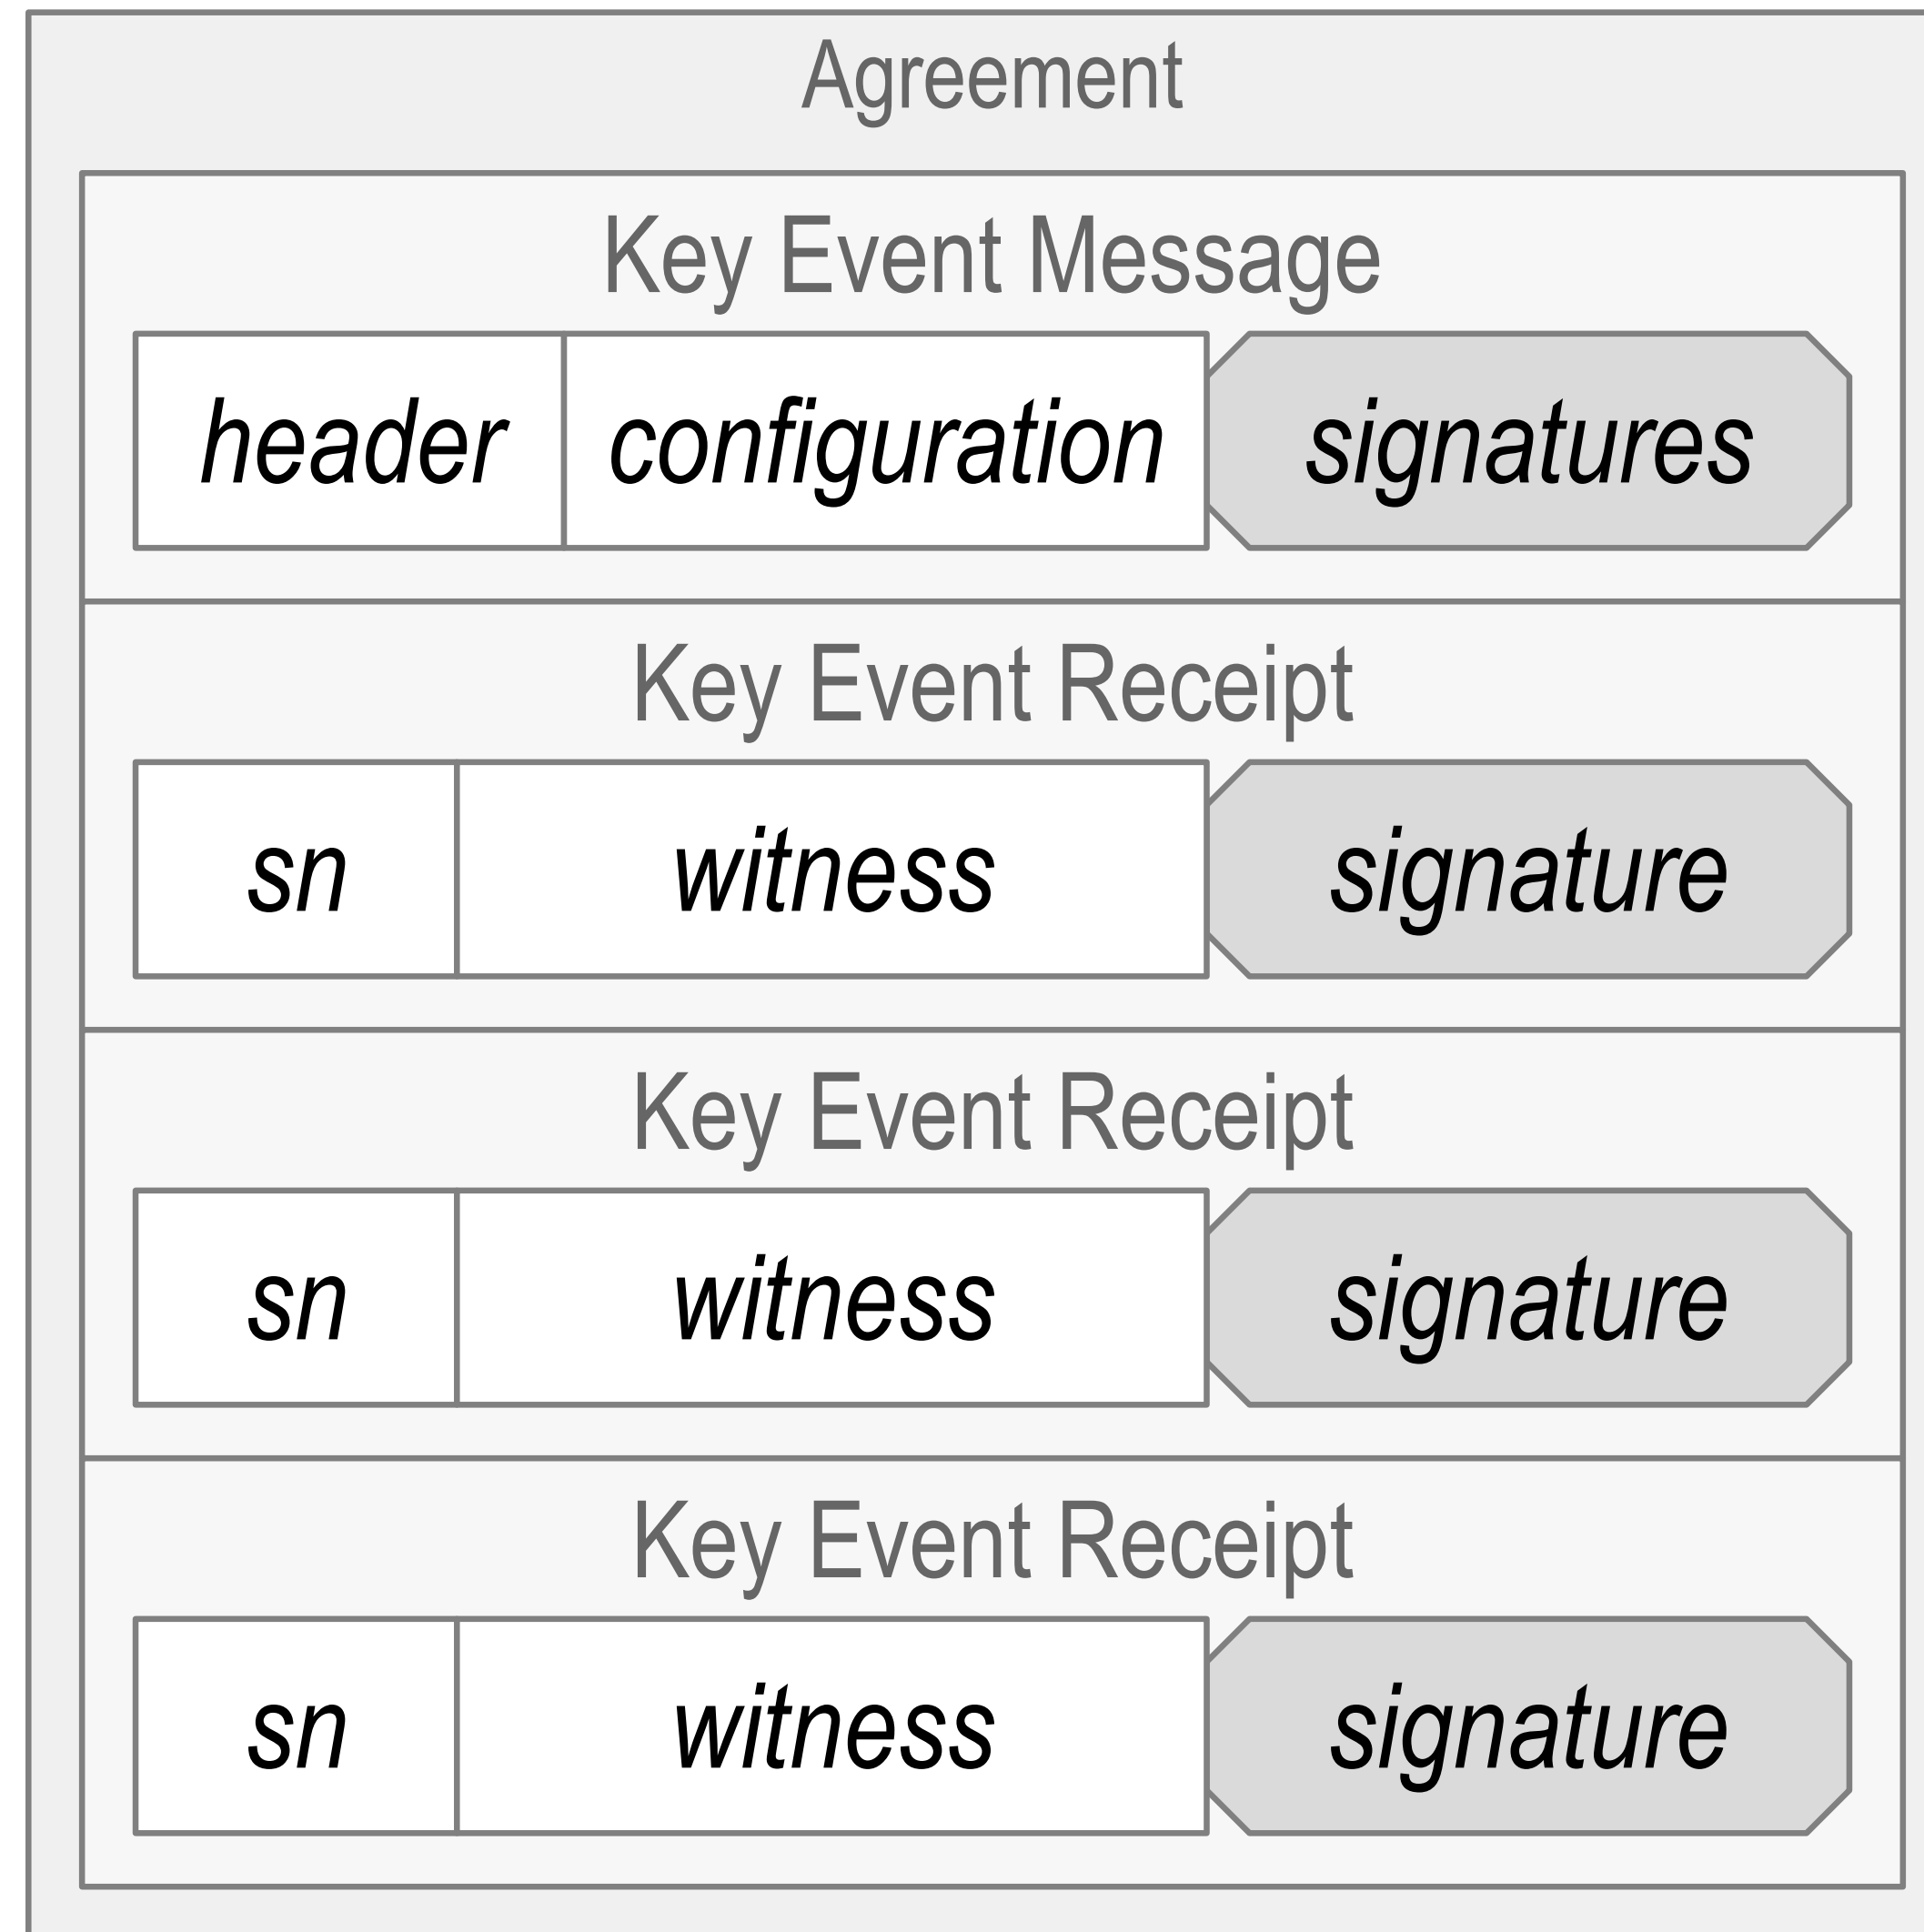 Agreement
Key Event Message
header configuration signatures
Key Event Receipt
sn witness signature
Key Event Receipt
sn witness signature
Key Event Receipt
sn witness signature